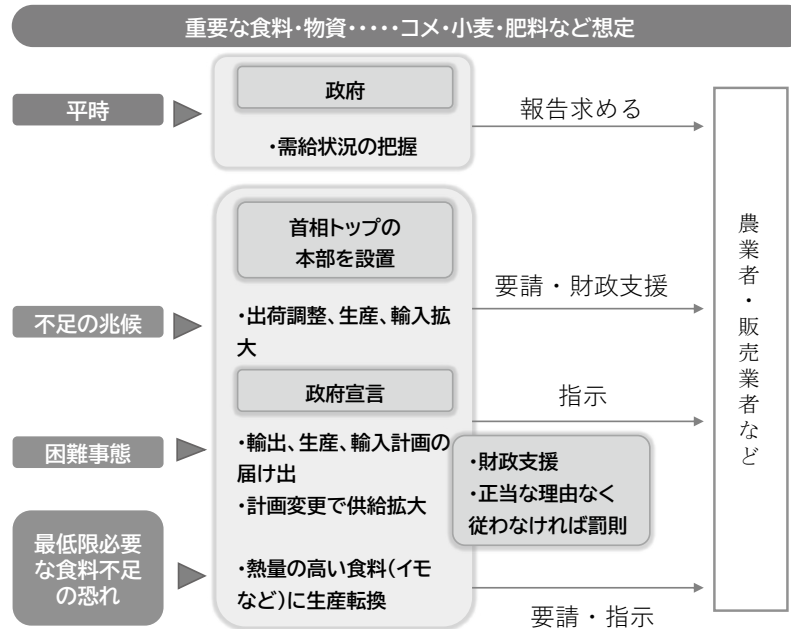 重要な食料・物資・・・・・コメ・小麦・肥料など想定
平時
政府
・需給状況の把握
報告求める
不足の兆候
首相トップの
本部を設置
・出荷調整、生産、輸入拡
大
要請・財政支援
困難事態
政府宣言
・輸出、生産、輸入計画の
届け出
・計画変更で供給拡大
指示
・財政支援
・正当な理由なく
従わなければ罰則
最低限必要
な食料不足
の恐れ
・熱量の高い食料(イモ
など)に生産転換
要請・指示
農業者・販売業者など